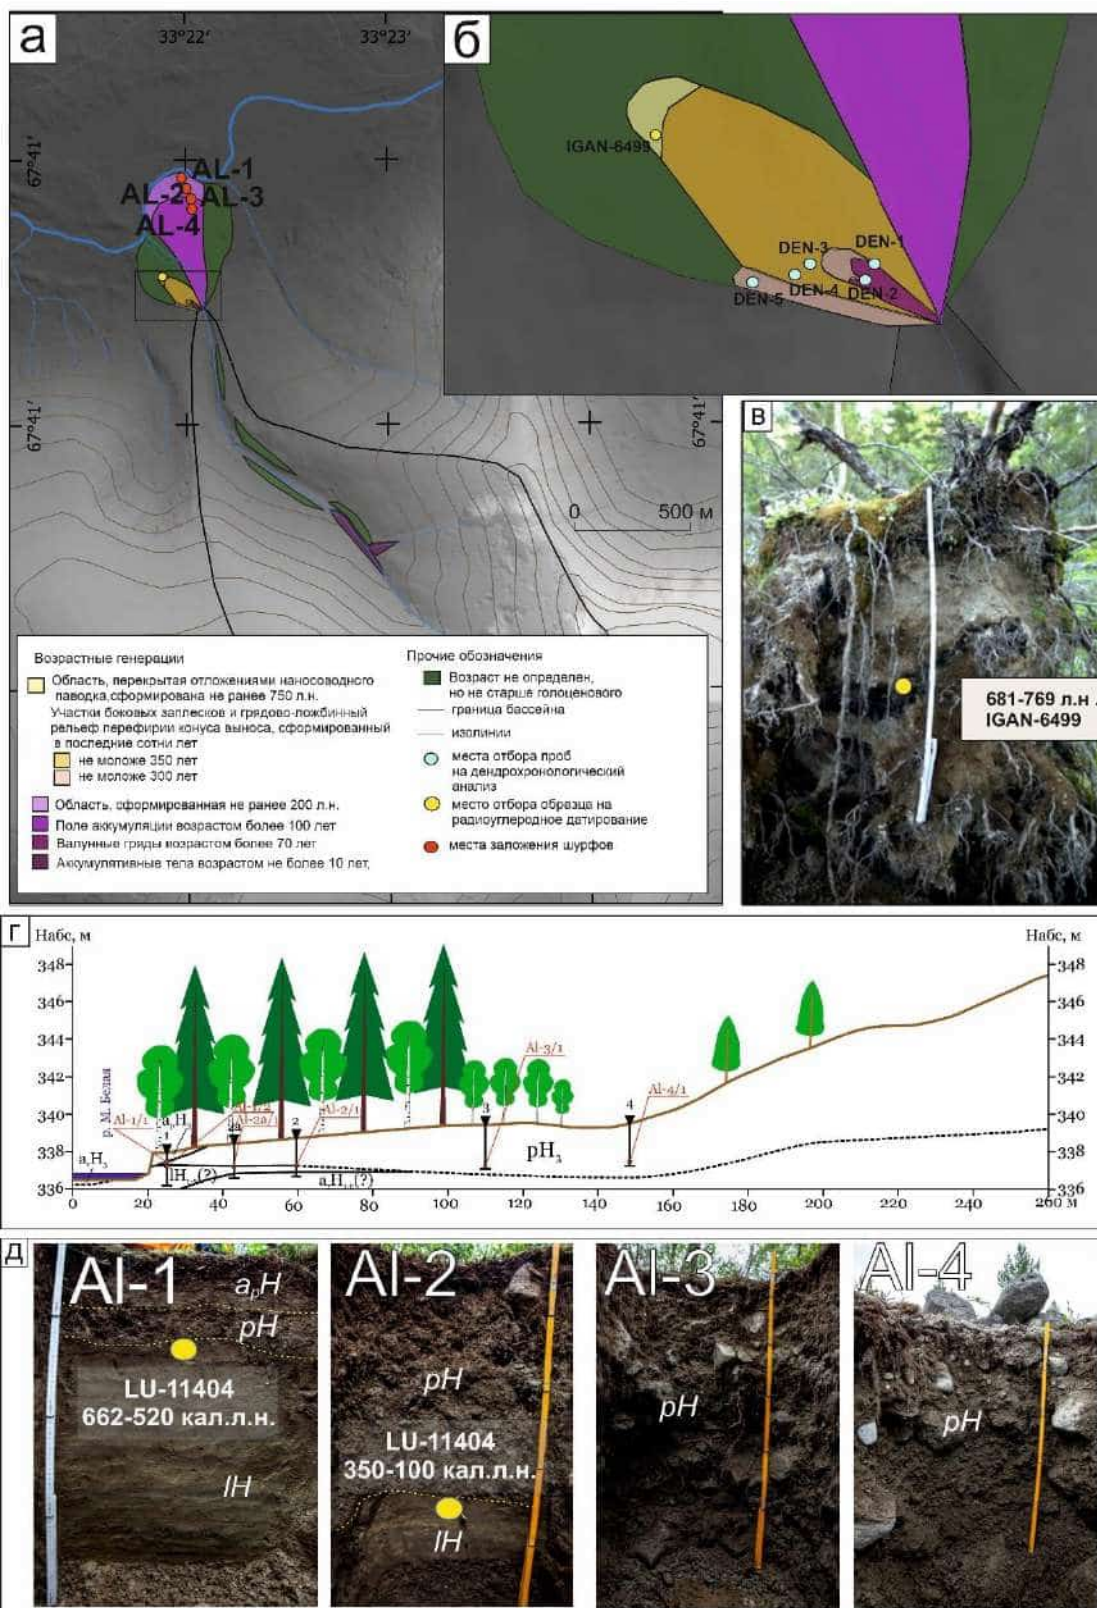 а
33°22'
33°23'
67°41'
AL-1
AL-2
AL-3
AL-4
67°41'
67°41'
0 500 м
б
IGAN-6499
DEN-3
DEN-1
DEN-5
DEN-4
DEN-2
Возрастные генерации
Область, перекрытая отложениями наносоводного
паводка,сформирована не ранее 750 л.н.
Участки боковых заплесков и грядово-ложбинный
рельеф перефирии конуса выноса, сформированный
в последние сотни лет
не моложе 350 лет
не моложе 300 лет
Область, сформированная не ранее 200 л.н.
Поле аккумуляции возрастом более 100 лет
Валунные гряды возрастом более 70 лет
Аккумулятивные тела возрастом не более 10 лет,
Прочие обозначения
Возраст не определен,
но не старше голоценового
граница бассейна
изолинии
места отбора проб
на дендрохронологический
анализ
место отбора образца на
радиоуглеродное датирование
места заложения шурфов
в
681-769 л.н .
IGAN-6499
г
Набс, м
Набс, м
348
346
344
342
340
338
336
348
346
344
342
340
338
336
р. М. Белая
Al-1/1
Al-2a/1
Al-2/1
Al-3/1
Al-4/1
2
3
4
pH₃
0 20 40 60 80 100 120 140 160 180 200 220 240 260 м
д
Al-1
aₚH
pH
LU-11404
662-520 кал.л.н.
lH
Al-2
pH
LU-11404
350-100 кал.л.н.
lH
Al-3
pH
Al-4
pH